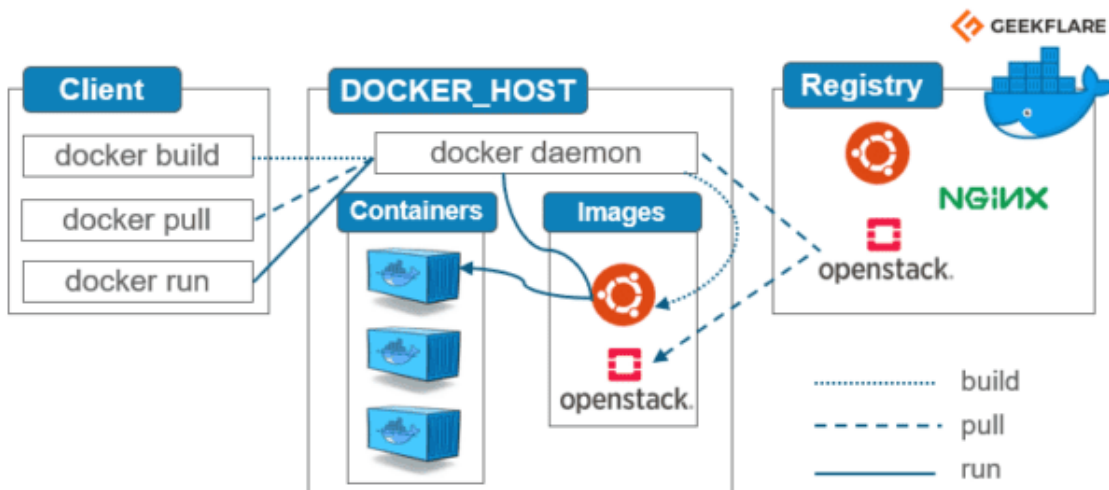 GEEKFLARE
Client
docker build
docker pull
docker run
DOCKER_HOST
docker daemon
Containers
Images
openstack.
Registry
NGiNX
openstack.
build
pull
run